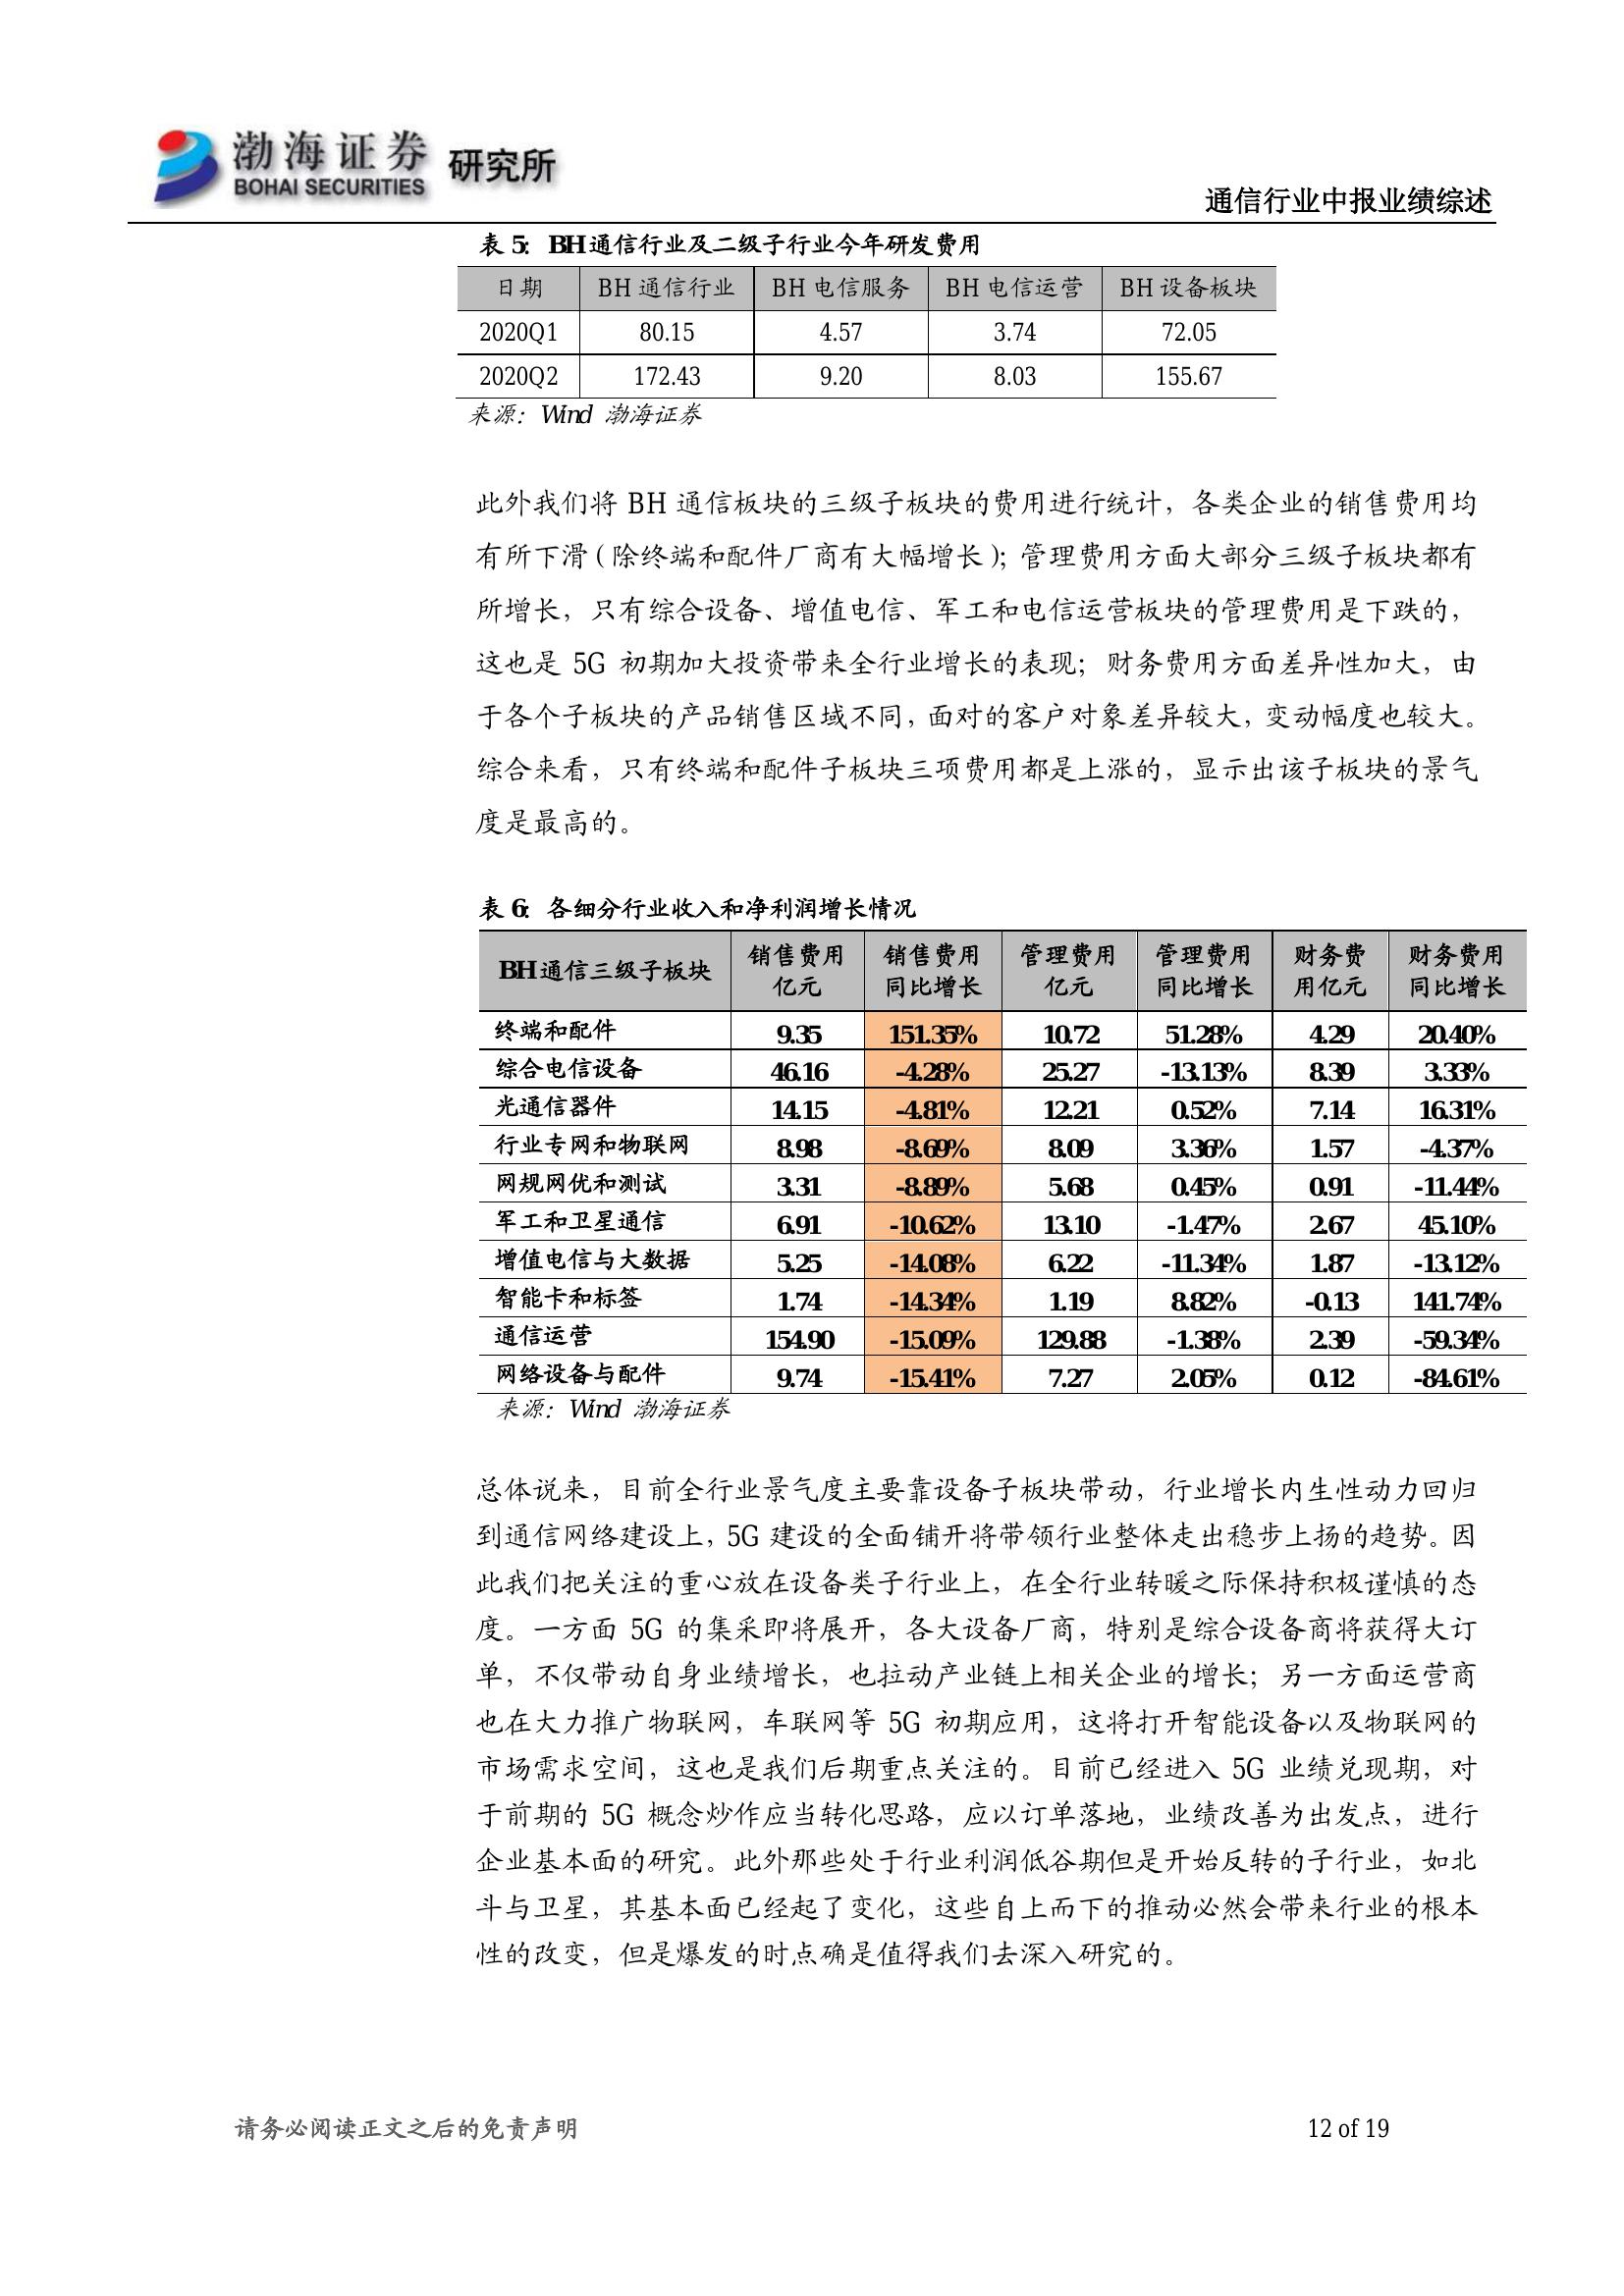 渤海证券 研究所
BOHAI SECURITIES
通信行业中报业绩综述
表 5：BH通信行业及二级子行业今年研发费用
日期 BH 通信行业 BH 电信服务 BH 电信运营 BH 设备板块
2020Q1 80.15 4.57 3.74 72.05
2020Q2 172.43 9.20 8.03 155.67
来源：Wind 渤海证券
此外我们将 BH 通信板块的三级子板块的费用进行统计，各类企业的销售费用均
有所下滑（除终端和配件厂商有大幅增长）；管理费用方面大部分三级子板块都有
所增长，只有综合设备、增值电信、军工和电信运营板块的管理费用是下跌的，
这也是 5G 初期加大投资带来全行业增长的表现；财务费用方面差异性加大，由
于各个子板块的产品销售区域不同，面对的客户对象差异较大，变动幅度也较大。
综合来看，只有终端和配件子板块三项费用都是上涨的，显示出该子板块的景气
度是最高的。
表 6：各细分行业收入和净利润增长情况
BH通信三级子板块 销售费用亿元 销售费用同比增长 管理费用亿元 管理费用同比增长 财务费用亿元 财务费用同比增长
终端和配件 9.35 151.35% 10.72 51.28% 4.29 20.40%
综合电信设备 46.16 -4.28% 25.27 -13.13% 8.39 3.33%
光通信器件 14.15 -4.81% 12.21 0.52% 7.14 16.31%
行业专网和物联网 8.98 -8.69% 8.09 3.36% 1.57 -4.37%
网规网优和测试 3.31 -8.89% 5.68 0.45% 0.91 -11.44%
军工和卫星通信 6.91 -10.62% 13.10 -1.47% 2.67 45.10%
增值电信与大数据 5.25 -14.08% 6.22 -11.34% 1.87 -13.12%
智能卡和标签 1.74 -14.34% 1.19 8.82% -0.13 141.74%
通信运营 154.90 -15.09% 129.88 -1.38% 2.39 -59.34%
网络设备与配件 9.74 -15.41% 7.27 2.05% 0.12 -84.61%
来源：Wind 渤海证券
总体说来，目前全行业景气度主要靠设备子板块带动，行业增长内生性动力回归
到通信网络建设上，5G 建设的全面铺开将带领行业整体走出稳步上扬的趋势。因
此我们把关注的重心放在设备类子行业上，在全行业转暖之际保持积极谨慎的态
度。一方面 5G 的集采即将展开，各大设备厂商，特别是综合设备商将获得大订
单，不仅带动自身业绩增长，也拉动产业链上相关企业的增长；另一方面运营商
也在大力推广物联网，车联网等 5G 初期应用，这将打开智能设备以及物联网的
市场需求空间，这也是我们后期重点关注的。目前已经进入 5G 业绩兑现期，对
于前期的 5G 概念炒作应当转化思路，应以订单落地，业绩改善为出发点，进行
企业基本面的研究。此外那些处于行业利润低谷期但是开始反转的子行业，如北
斗与卫星，其基本面已经起了变化，这些自上而下的推动必然会带来行业的根本
性的改变，但是爆发的时点确是值得我们去深入研究的。
请务必阅读正文之后的免责声明 12 of 19